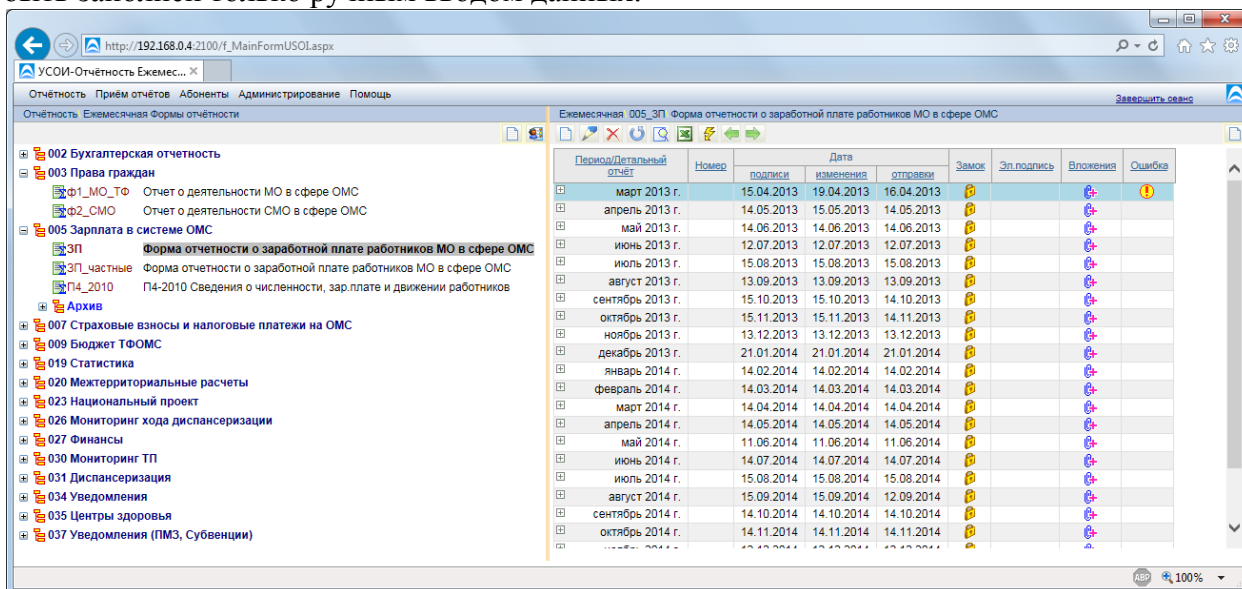 http://192.168.0.4:2100/f_MainFormUSOI.aspx
УСОИ-Отчётность Ежемес...
Отчётность Приём отчётов Абоненты Администрирование Помощь
Завершить сеанс
Отчётность Ежемесячная Формы отчётности
Ежемесячная 005_ЗП Форма отчетности о заработной плате работников МО в сфере ОМС
002 Бухгалтерская отчетность
003 Права граждан
ф1_МО_ТФ Отчет о деятельности МО в сфере ОМС
ф2_СМО Отчет о деятельности СМО в сфере ОМС
005 Зарплата в системе ОМС
ЗП Форма отчетности о заработной плате работников МО в сфере ОМС
ЗП_частные Форма отчетности о заработной плате работников МО в сфере ОМС
П4_2010 П4-2010 Сведения о численности, зар.плате и движении работников
Архив
007 Страховые взносы и налоговые платежи на ОМС
009 Бюджет ТФОМС
019 Статистика
020 Межтерриториальные расчеты
023 Национальный проект
026 Мониторинг хода диспансеризации
027 Финансы
030 Мониторинг ТП
031 Диспансеризация
034 Уведомления
035 Центры здоровья
037 Уведомления (ПМЗ, Субвенции)
Период/Детальный отчёт Номер Дата Замок Эл.подпись Вложения Ошибка
подписи изменения отправки
март 2013 г. 15.04.2013 19.04.2013 16.04.2013
апрель 2013 г. 14.05.2013 15.05.2013 14.05.2013
май 2013 г. 14.06.2013 14.06.2013 14.06.2013
июнь 2013 г. 12.07.2013 12.07.2013 12.07.2013
июль 2013 г. 15.08.2013 15.08.2013 15.08.2013
август 2013 г. 13.09.2013 13.09.2013 13.09.2013
сентябрь 2013 г. 15.10.2013 15.10.2013 14.10.2013
октябрь 2013 г. 15.11.2013 15.11.2013 14.11.2013
ноябрь 2013 г. 13.12.2013 13.12.2013 13.12.2013
декабрь 2013 г. 21.01.2014 21.01.2014 21.01.2014
январь 2014 г. 14.02.2014 14.02.2014 14.02.2014
февраль 2014 г. 14.03.2014 14.03.2014 14.03.2014
март 2014 г. 14.04.2014 14.04.2014 14.04.2014
апрель 2014 г. 14.05.2014 14.05.2014 14.05.2014
май 2014 г. 11.06.2014 11.06.2014 11.06.2014
июнь 2014 г. 14.07.2014 14.07.2014 14.07.2014
июль 2014 г. 15.08.2014 15.08.2014 15.08.2014
август 2014 г. 15.09.2014 15.09.2014 12.09.2014
сентябрь 2014 г. 14.10.2014 14.10.2014 14.10.2014
октябрь 2014 г. 14.11.2014 14.11.2014 14.11.2014
ABP 100%